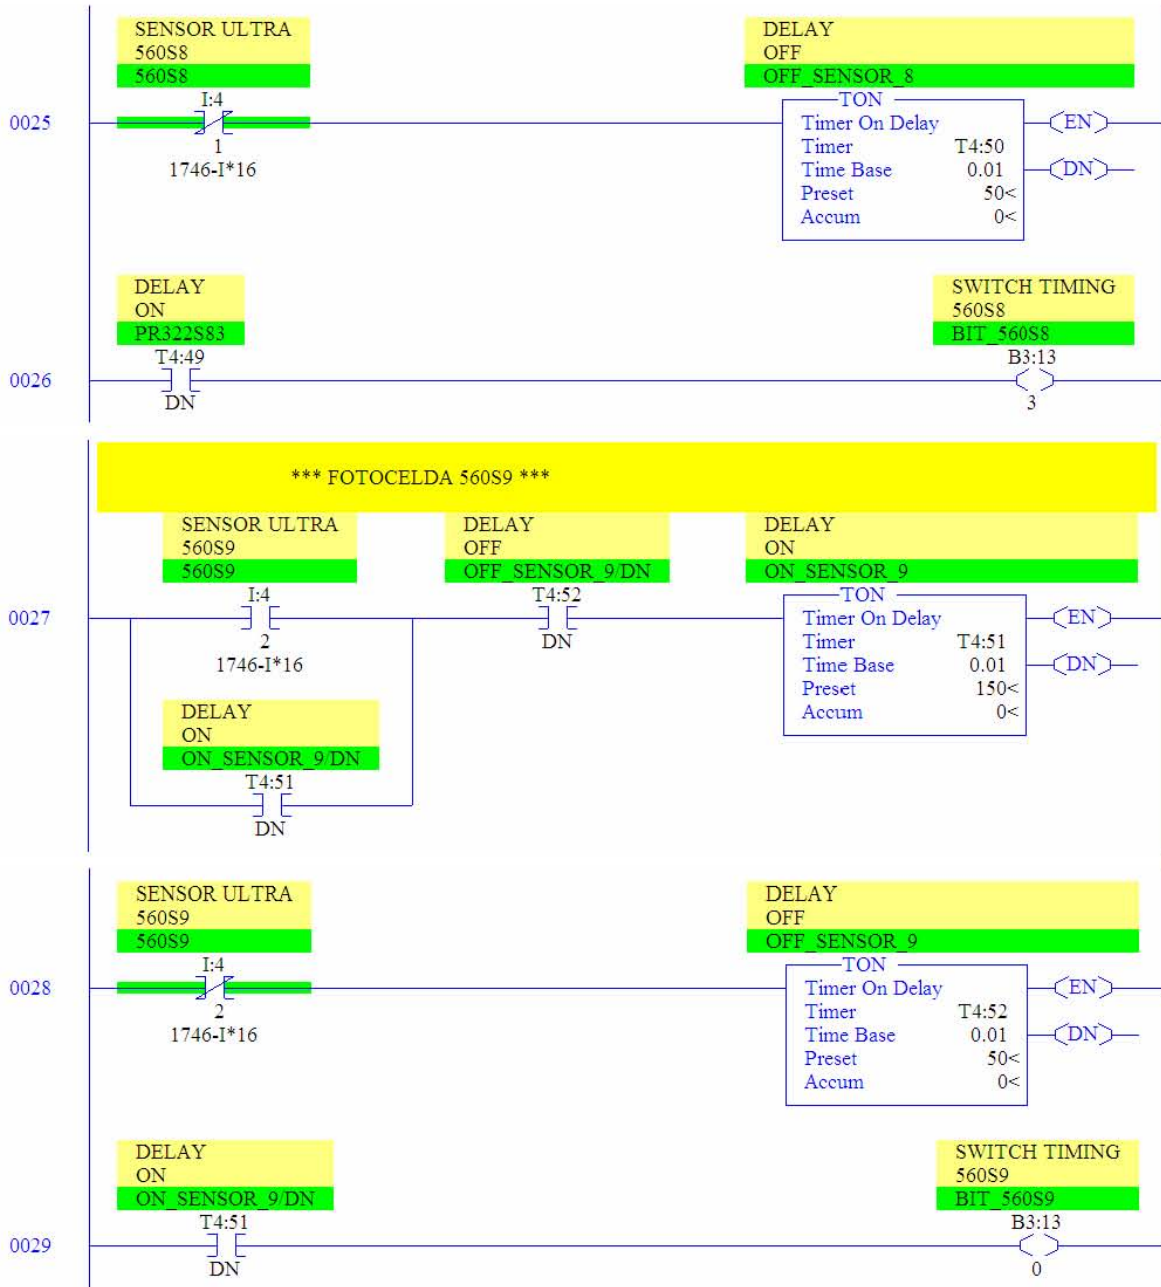 SENSOR ULTRA
560S8
560S8
DELAY
OFF
OFF_SENSOR_8
0025
I:4
1
1746-I*16
TON
Timer On Delay
Timer T4:50
Time Base 0.01
Preset 50<
Accum 0<
EN
DN
DELAY
ON
PR322S83
SWITCH TIMING
560S8
BIT_560S8
0026
T4:49
DN
B3:13
3
*** FOTOCELDA 560S9 ***
SENSOR ULTRA
560S9
560S9
DELAY
OFF
OFF_SENSOR_9/DN
DELAY
ON
ON_SENSOR_9
0027
I:4
2
1746-I*16
T4:52
DN
TON
Timer On Delay
Timer T4:51
Time Base 0.01
Preset 150<
Accum 0<
EN
DN
DELAY
ON
ON_SENSOR_9/DN
T4:51
DN
SENSOR ULTRA
560S9
560S9
DELAY
OFF
OFF_SENSOR_9
0028
I:4
2
1746-I*16
TON
Timer On Delay
Timer T4:52
Time Base 0.01
Preset 50<
Accum 0<
EN
DN
DELAY
ON
ON_SENSOR_9/DN
SWITCH TIMING
560S9
BIT_560S9
0029
T4:51
DN
B3:13
0